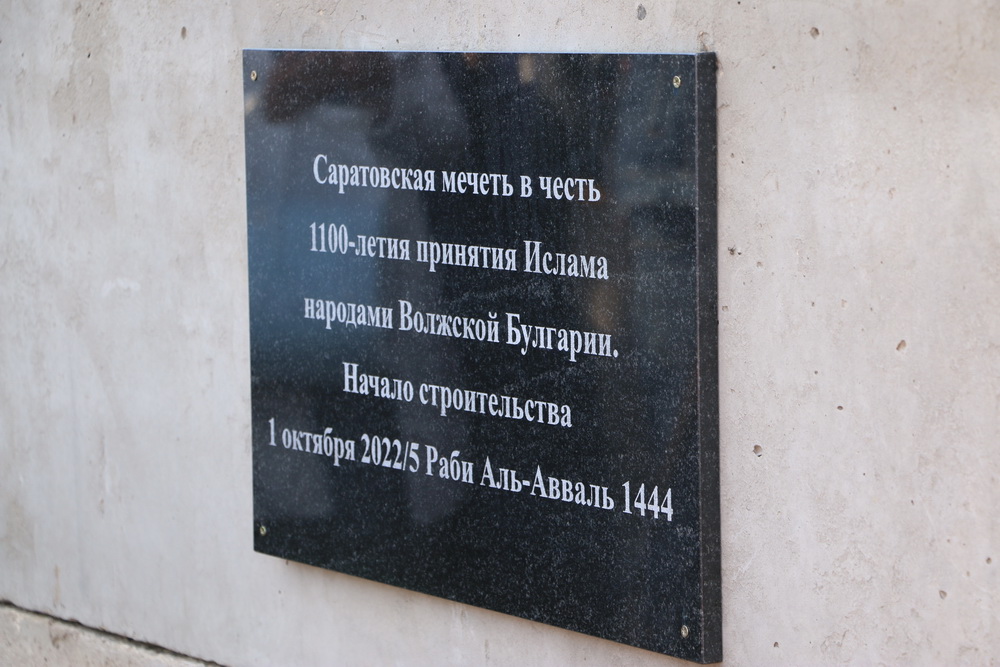 Саратовская мечеть в честь
1100-летия принятия Ислама
народами Волжской Булгарии.
Начало строительства
1 октября 2022/5 Раби Аль-Авваль 1444